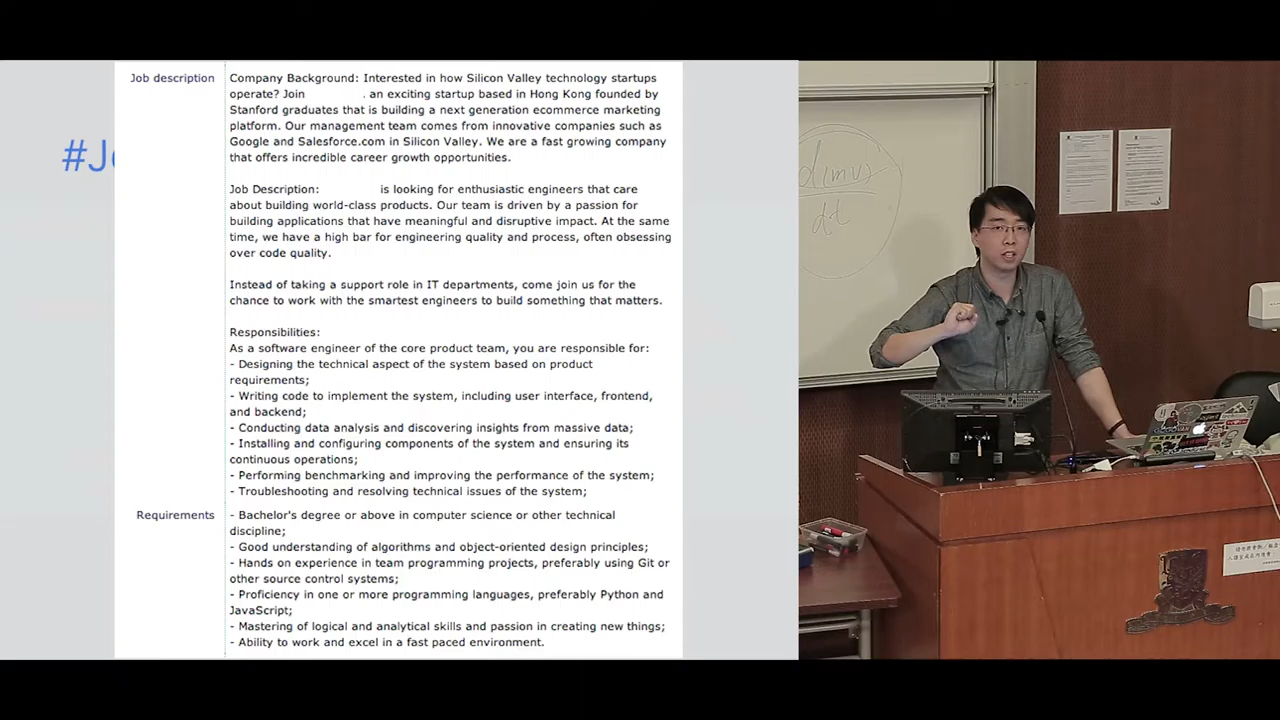 #J
Job description
Company Background: Interested in how Silicon Valley technology startups
operate? Join . an exciting startup based in Hong Kong founded by
Stanford graduates that is building a next generation ecommerce marketing
platform. Our management team comes from innovative companies such as
Google and Salesforce.com in Silicon Valley. We are a fast growing company
that offers incredible career growth opportunities.
Job Description: is looking for enthusiastic engineers that care
about building world-class products. Our team is driven by a passion for
building applications that have meaningful and disruptive impact. At the same
time, we have a high bar for engineering quality and process, often obsessing
over code quality.
Instead of taking a support role in IT departments, come join us for the
chance to work with the smartest engineers to build something that matters.
Responsibilities:
As a software engineer of the core product team, you are responsible for:
- Designing the technical aspect of the system based on product
requirements;
- Writing code to implement the system, including user interface, frontend,
and backend;
- Conducting data analysis and discovering insights from massive data;
- Installing and configuring components of the system and ensuring its
continuous operations;
- Performing benchmarking and improving the performance of the system;
- Troubleshooting and resolving technical issues of the system;
Requirements
- Bachelor's degree or above in computer science or other technical
discipline;
- Good understanding of algorithms and object-oriented design principles;
- Hands on experience in team programming projects, preferably using Git or
other source control systems;
- Proficiency in one or more programming languages, preferably Python and
JavaScript;
- Mastering of logical and analytical skills and passion in creating new things;
- Ability to work and excel in a fast paced environment.
dt